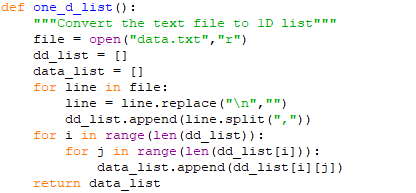 def one_d_list():
    """Convert the text file to 1D list"""
    file = open("data.txt","r")
    dd_list = []
    data_list = []
    for line in file:
        line = line.replace("\n","")
        dd_list.append(line.split(","))
    for i in range(len(dd_list)):
        for j in range(len(dd_list[i])):
            data_list.append(dd_list[i][j])
    return data_list